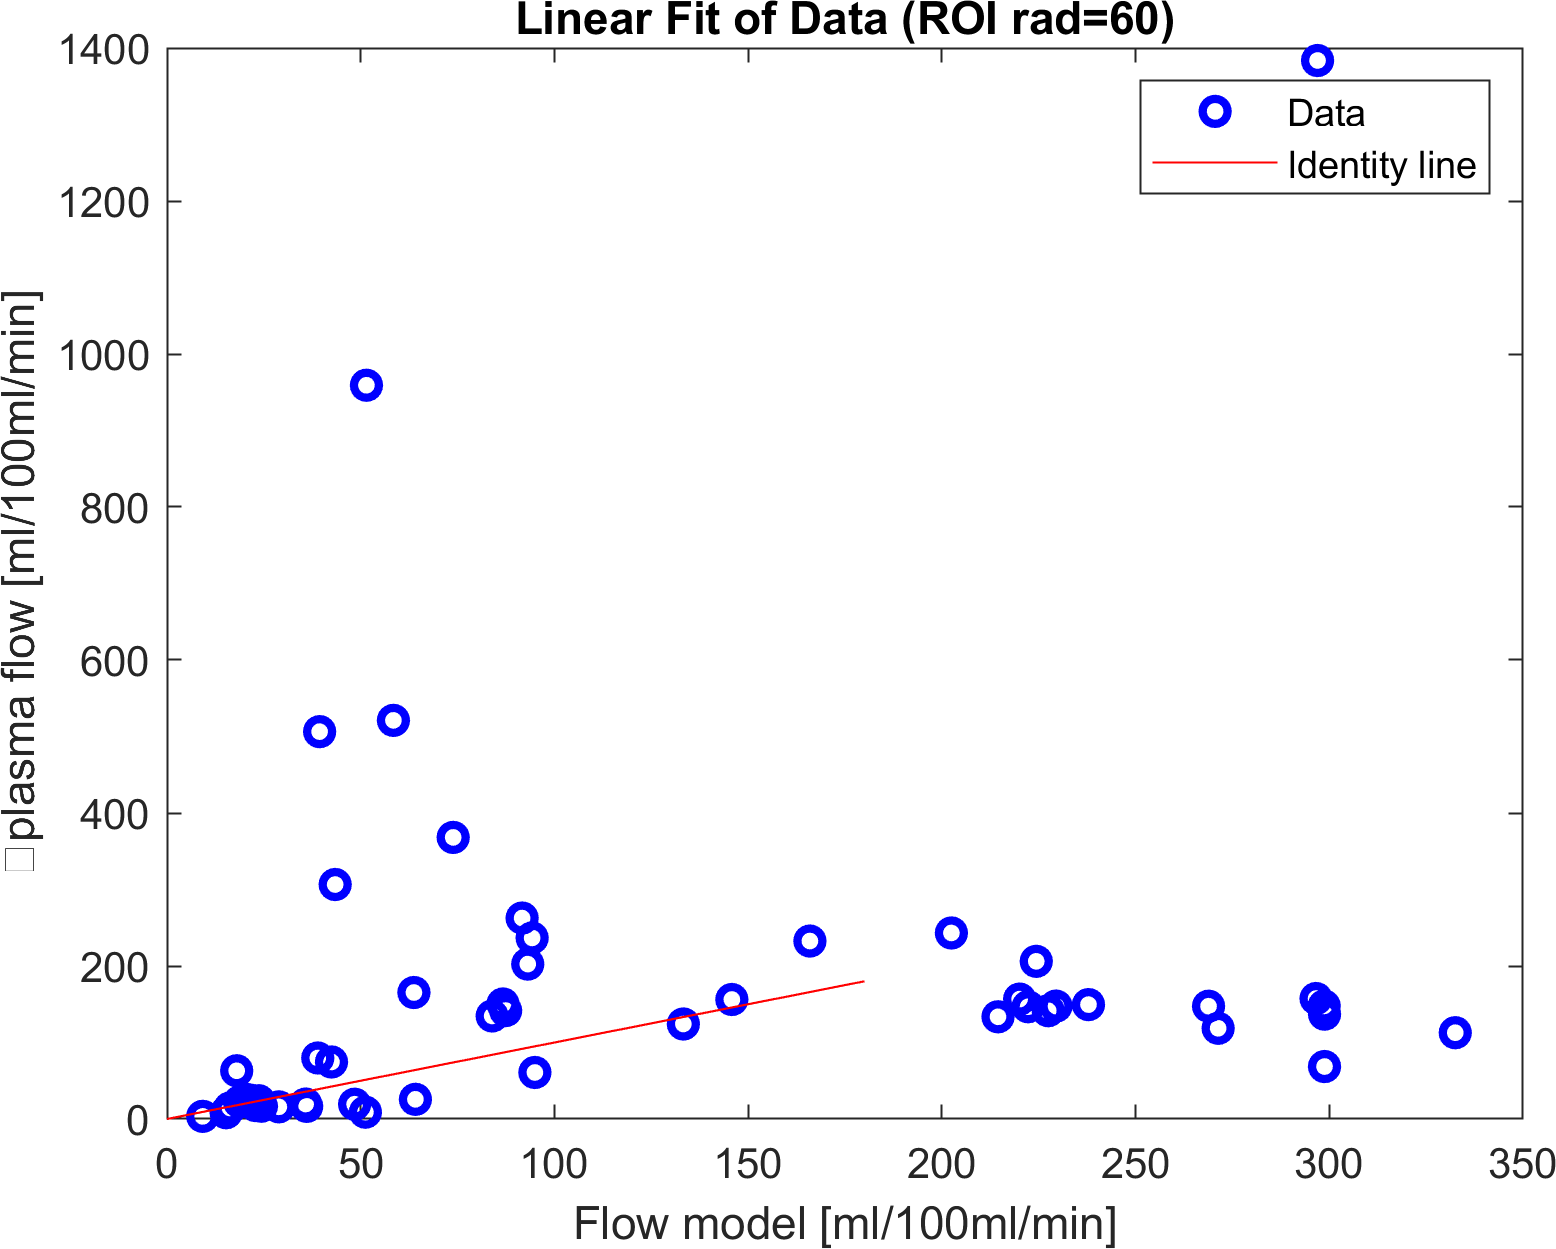 Linear Fit of Data (ROI rad=60)
1400
1200
1000
800
600
400
200
0
plasma flow [ml/100ml/min]
Data
Identity line
0 50 100 150 200 250 300 350
Flow model [ml/100ml/min]